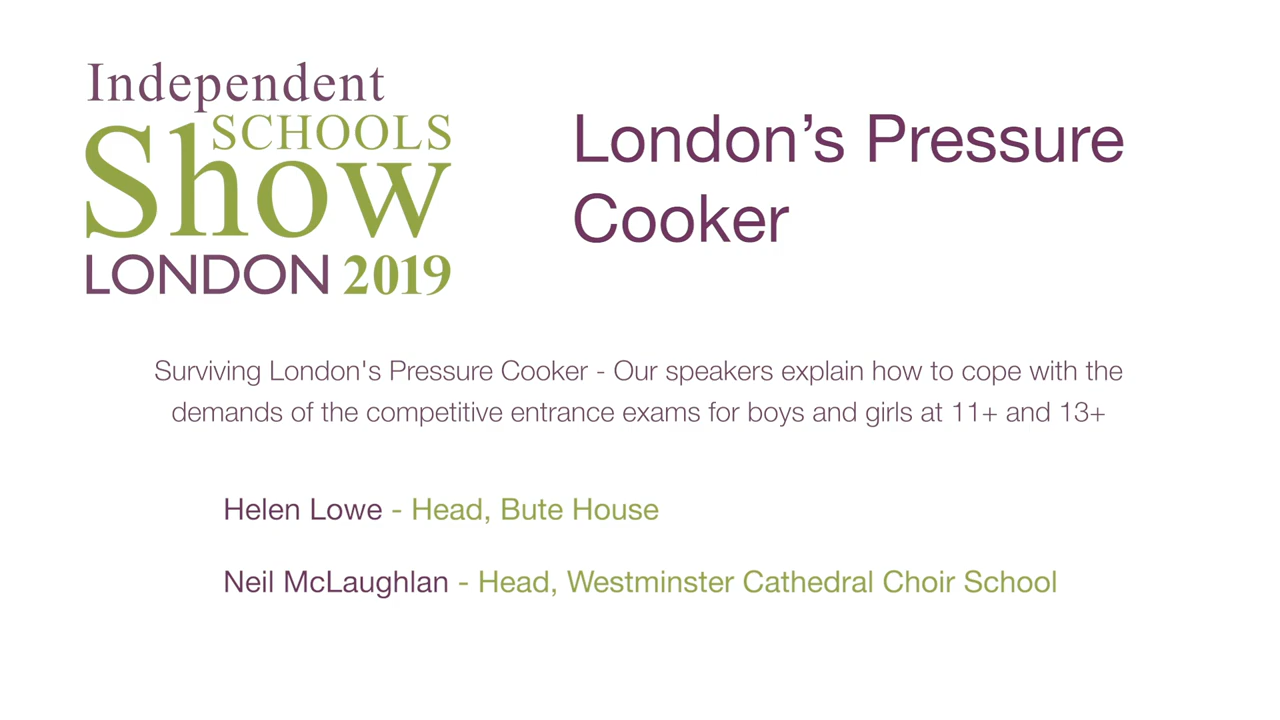 Independent
SCHOOLS
Show
LONDON 2019
London’s Pressure
Cooker
Surviving London's Pressure Cooker - Our speakers explain how to cope with the
demands of the competitive entrance exams for boys and girls at 11+ and 13+
Helen Lowe - Head, Bute House
Neil McLaughlan - Head, Westminster Cathedral Choir School